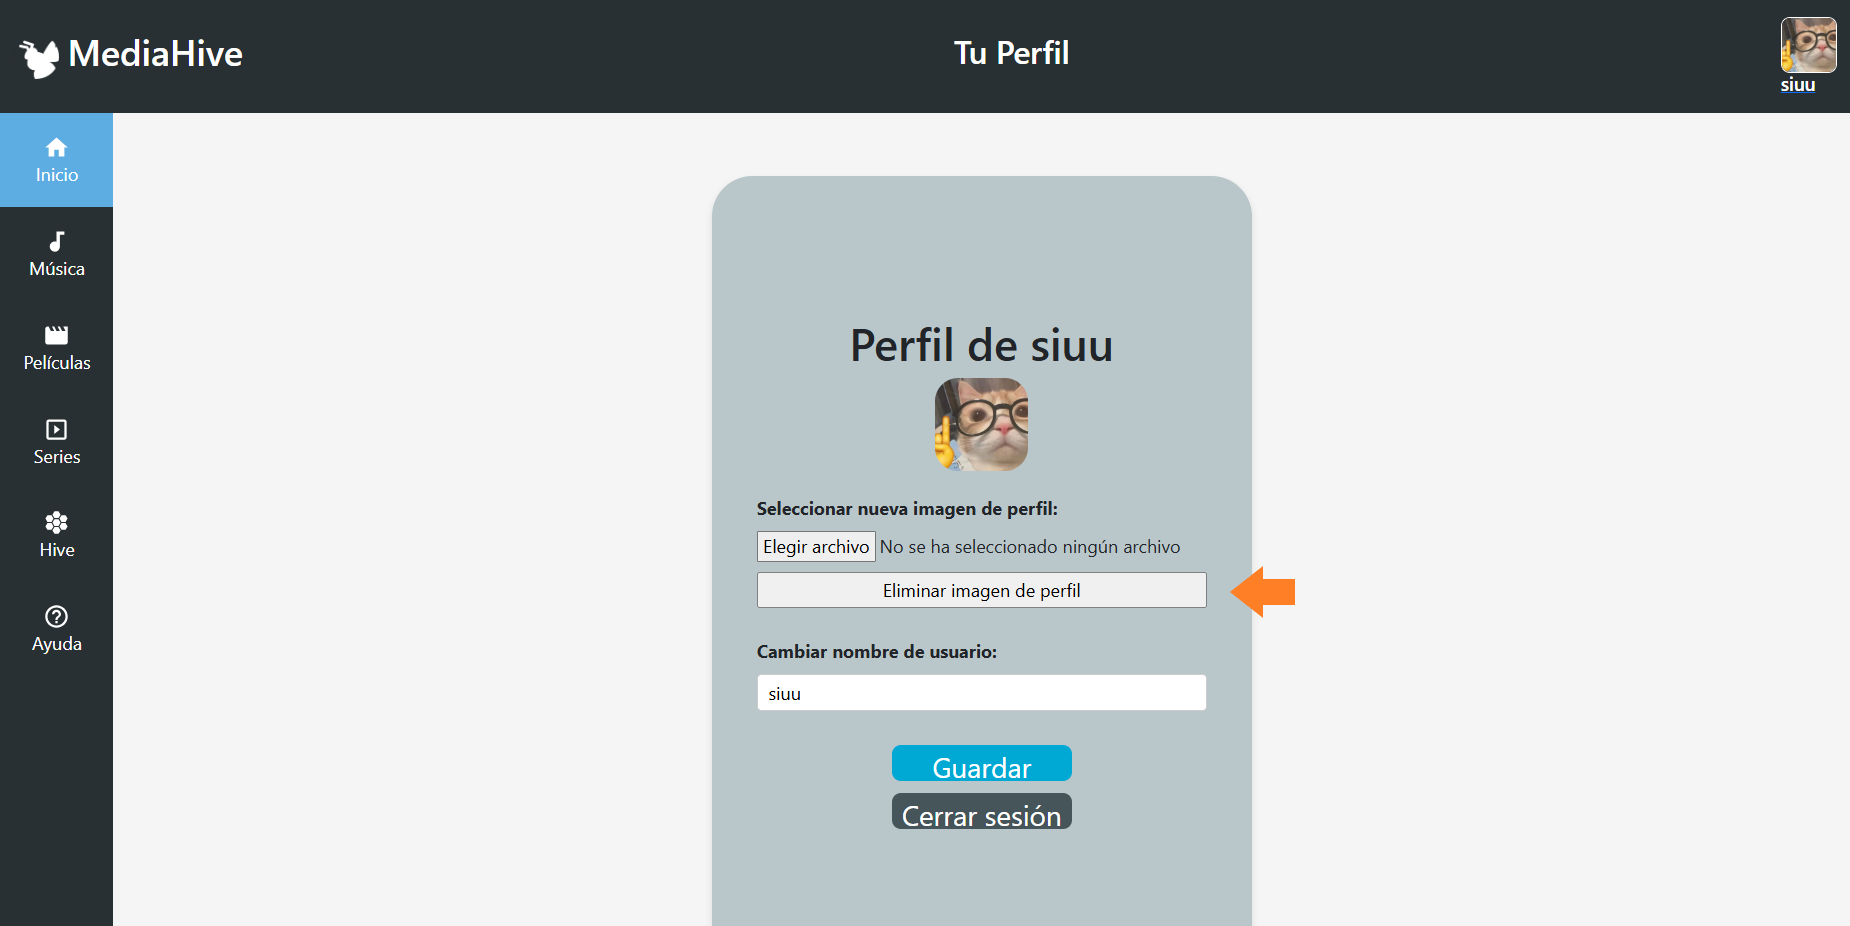 MediaHive
Tu Perfil
siuu
Inicio
Música
Películas
Series
Hive
Ayuda
Perfil de siuu
Seleccionar nueva imagen de perfil:
Elegir archivo No se ha seleccionado ningún archivo
Eliminar imagen de perfil
Cambiar nombre de usuario:
siuu
Guardar
Cerrar sesión